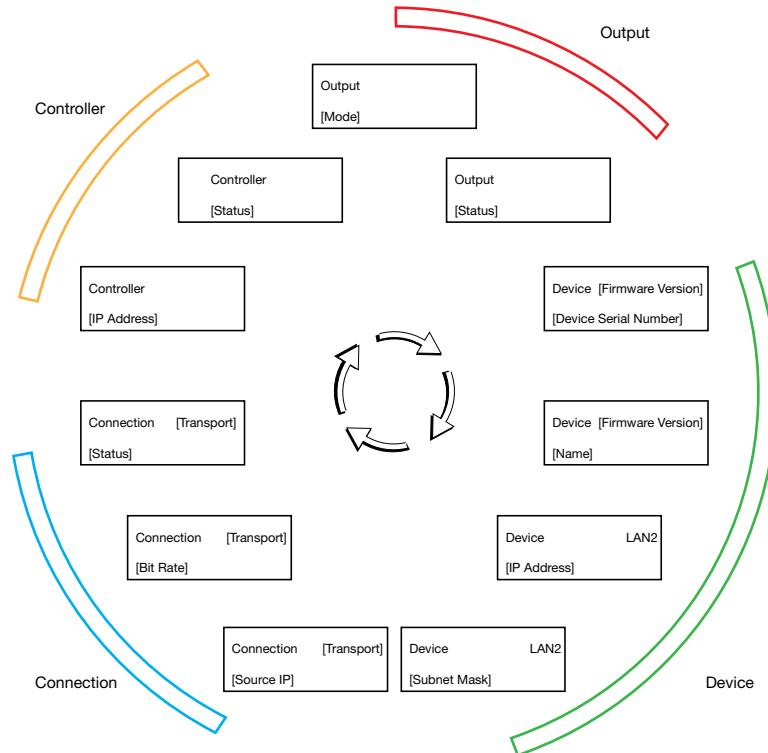 Output
Controller
Output
[Mode]
Controller
[Status]
Output
[Status]
Controller
[IP Address]
Device [Firmware Version]
[Device Serial Number]
Connection [Transport]
[Status]
Device [Firmware Version]
[Name]
Connection [Transport]
[Bit Rate]
Device LAN2
[IP Address]
Connection [Transport]
[Source IP]
Device LAN2
[Subnet Mask]
Connection
Device